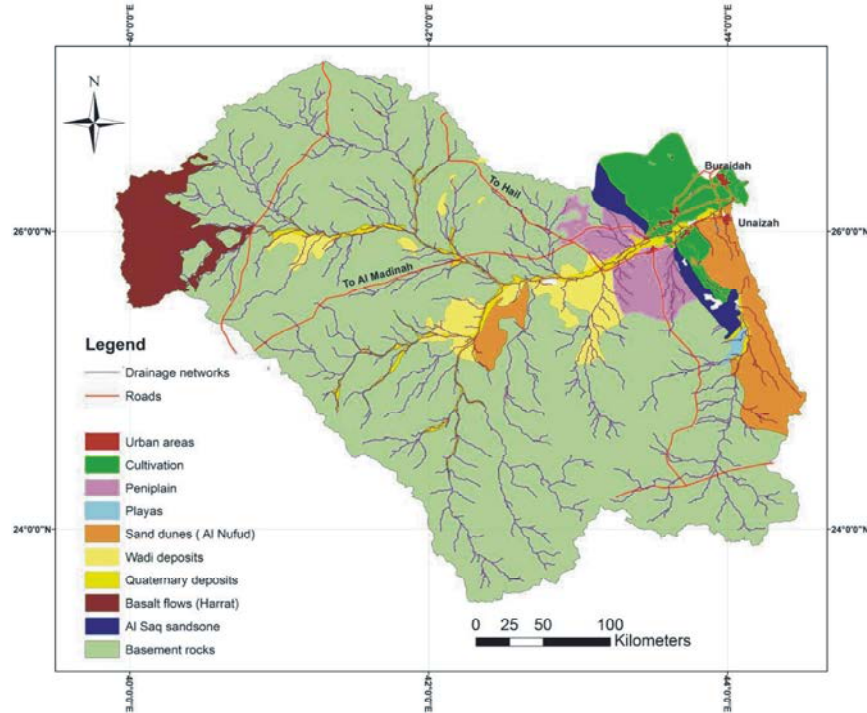 40°0'0"E
42°0'0"E
44°0'0"E
N
Buraidah
To Hail
Unaizah
26°0'0"N
26°0'0"N
To Al Madinah
Legend
Drainage networks
Roads
Urban areas
Cultivation
Peniplain
Playas
Sand dunes ( Al Nufud)
Wadi deposits
Quaternary deposits
Basalt flows (Harrat)
Al Saq sandsone
Basement rocks
24°0'0"N
24°0'0"N
0 25 50 100
Kilometers
40°0'0"E
42°0'0"E
44°0'0"E